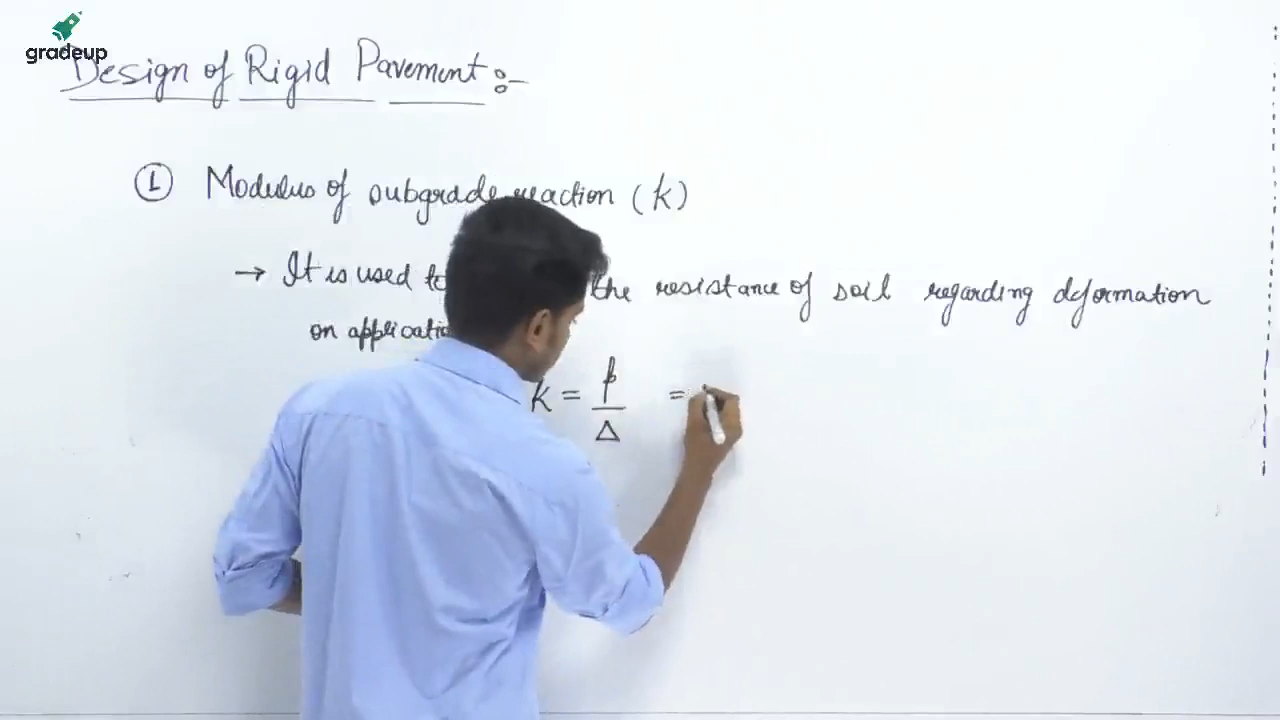 gradeup
Design of Rigid Pavement :-
① Modulus of subgrade reaction (k)
→ It is used to the resistance of soil regarding deformation
on
k = p / Δ =